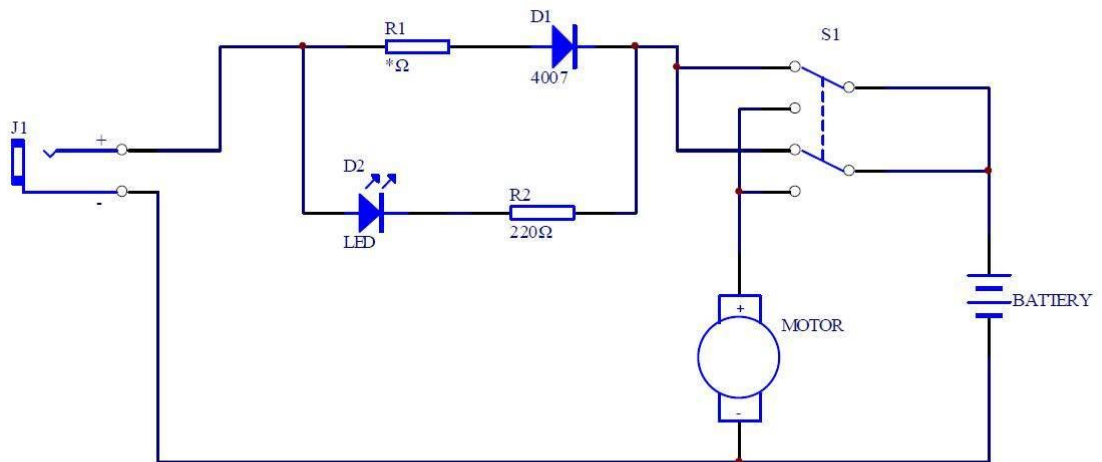 R1
*Ω
D1
4007
S1
J1
+
-
D2
LED
R2
220Ω
BATTERY
+
MOTOR
-